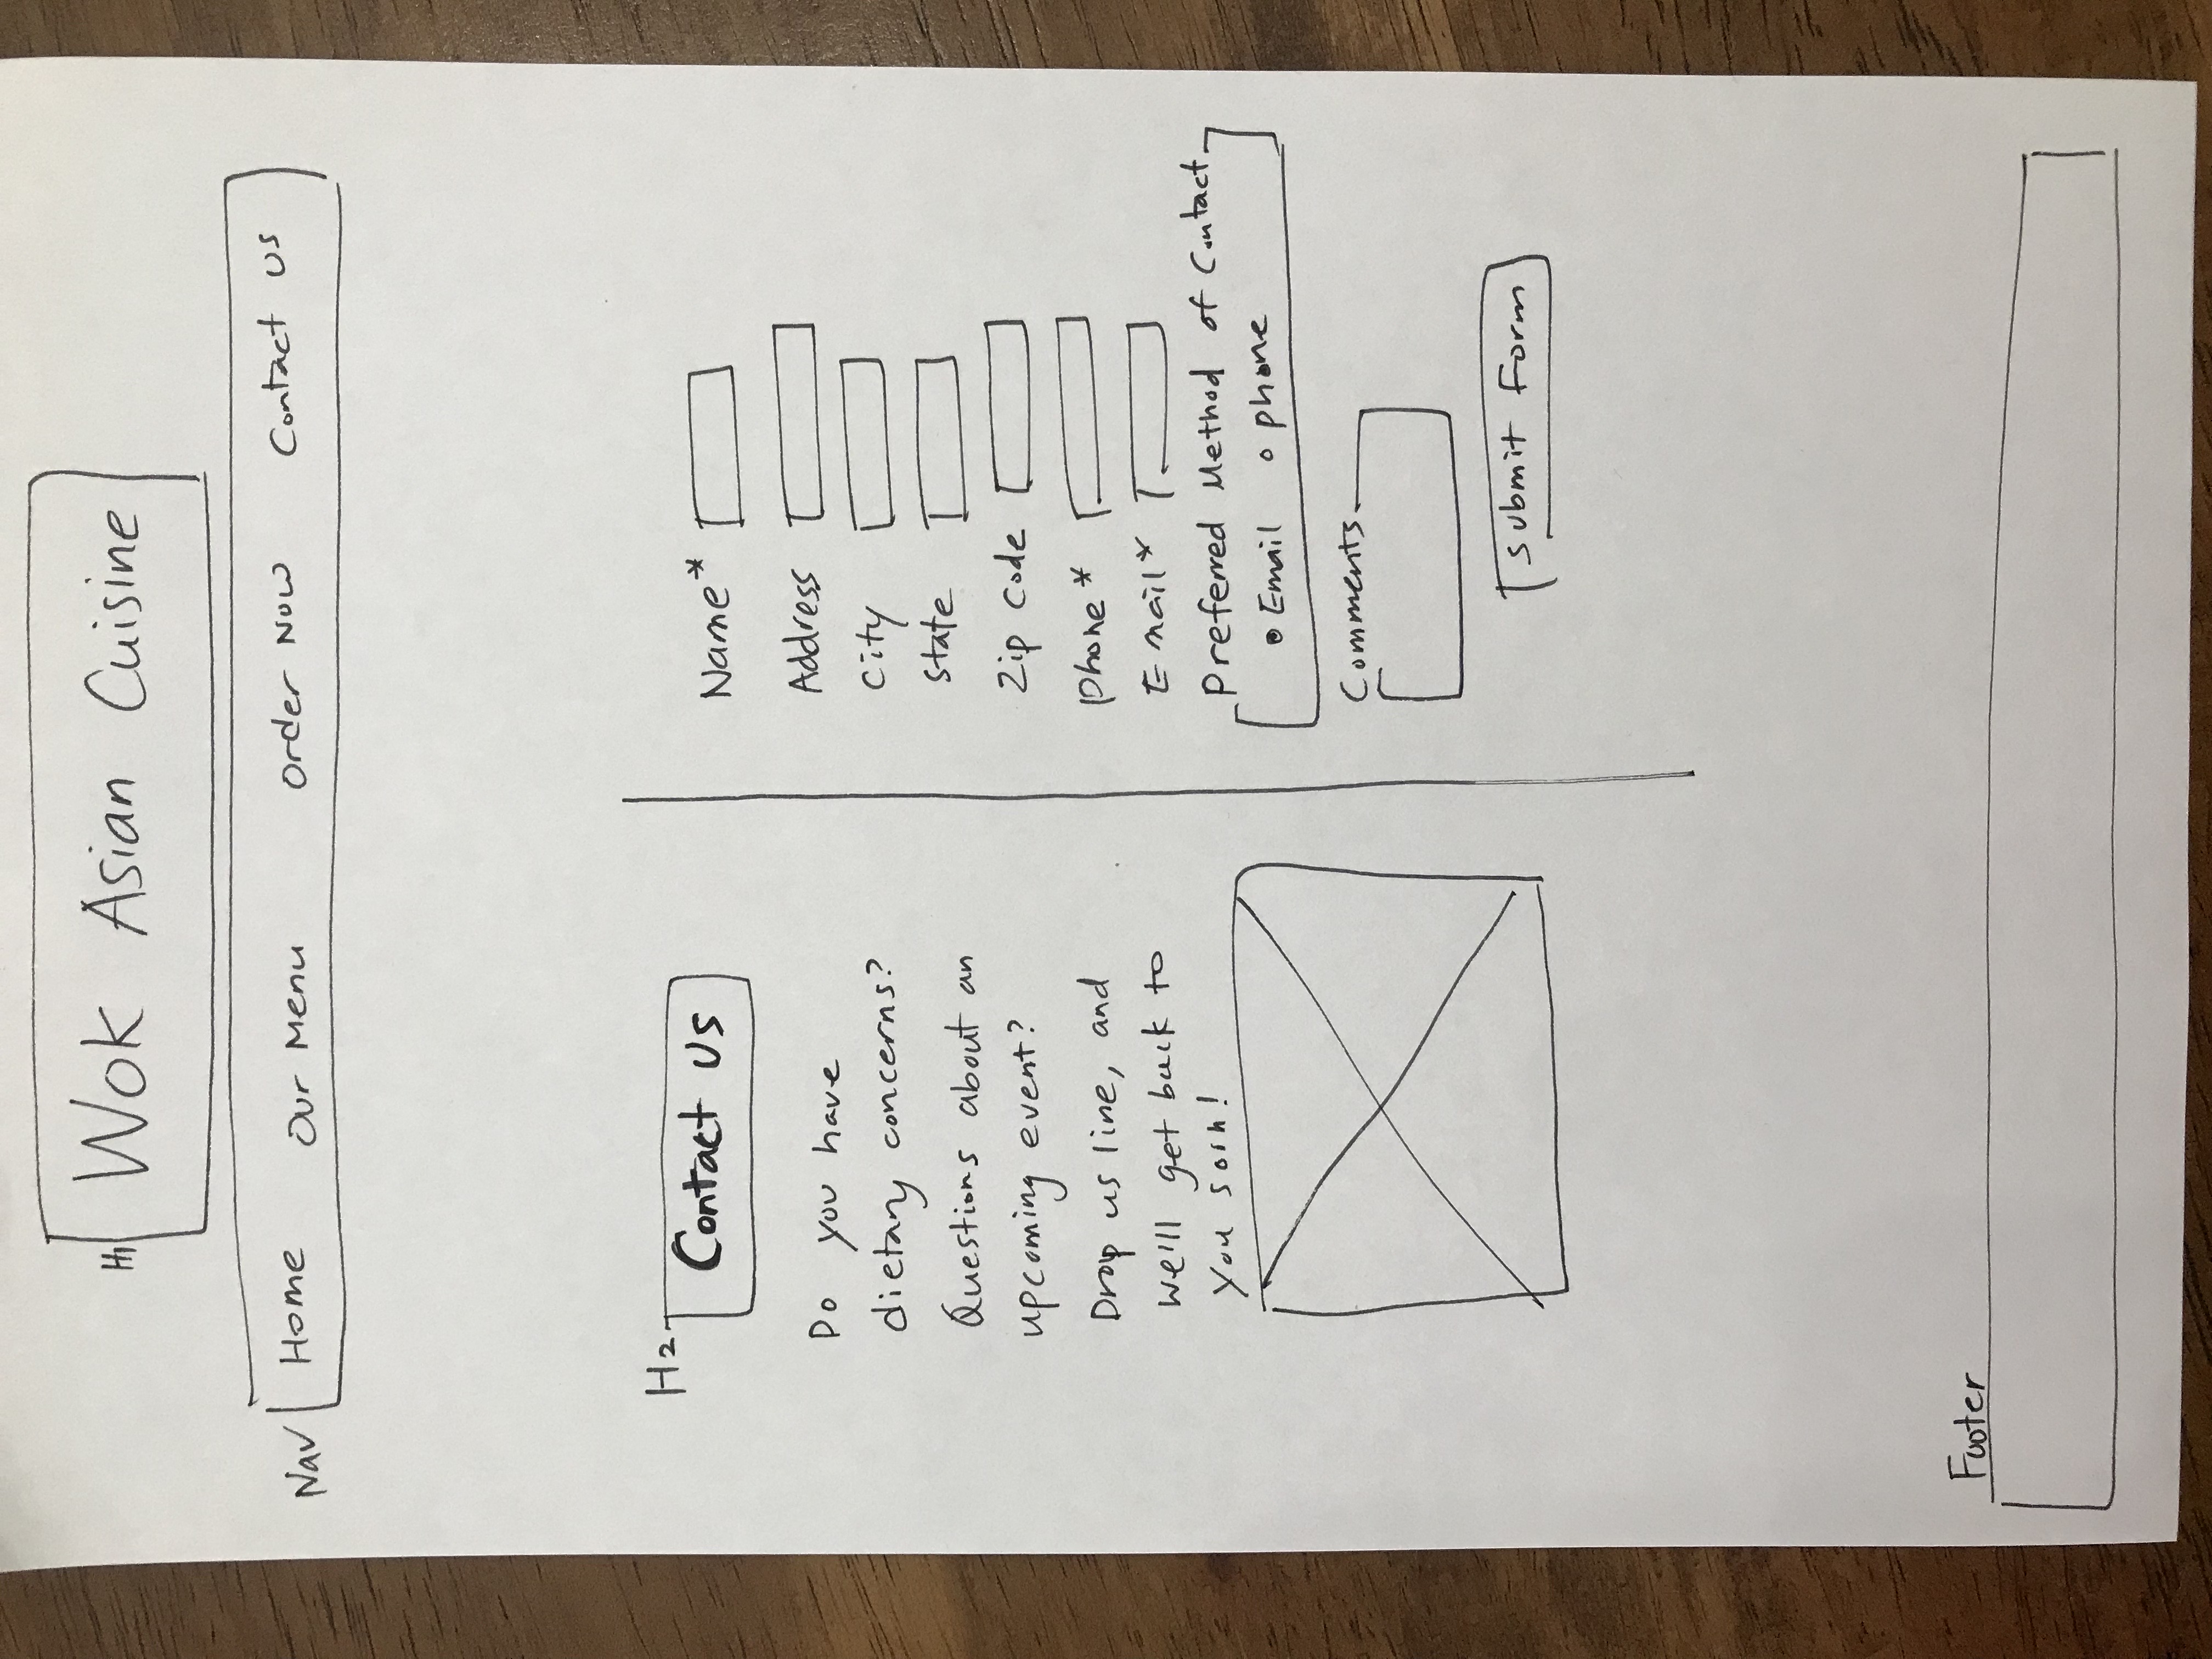 H1 Wok Asian Cuisine
Nav Home Our Menu Order Now Contact Us
H2
Contact Us
Do you have
dietary concerns?
Questions about an
upcoming event?
Drop us line, and
we'll get back to
you soon!
Name*
Address
City
State
Zip Code
Phone*
Email*
Preferred Method of Contact
Email Phone
Comments
Submit Form
Footer